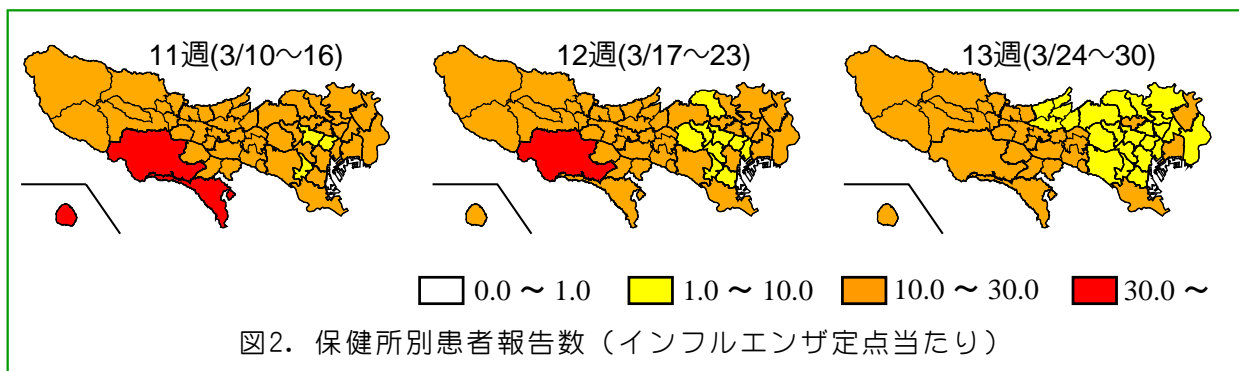 11週(3/10～16)
12週(3/17～23)
13週(3/24～30)
0.0 ～ 1.0
1.0 ～ 10.0
10.0 ～ 30.0
30.0 ～
図2. 保健所別患者報告数（インフルエンザ定点当たり）